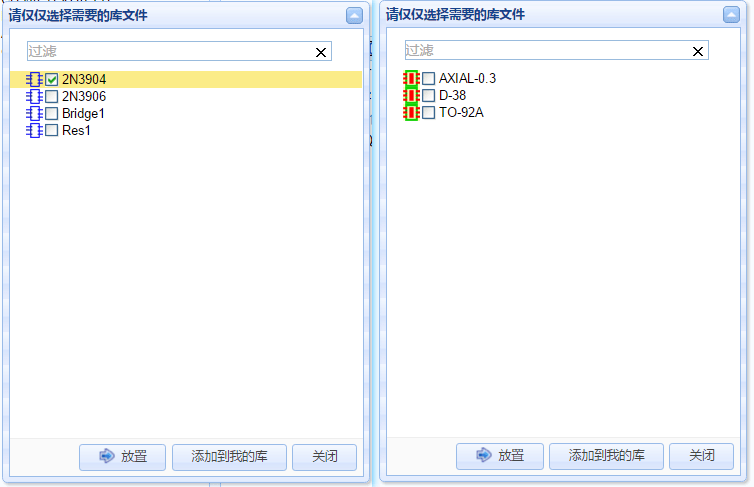 请仅仅选择需要的库文件
过滤
2N3904
2N3906
Bridge1
Res1
放置
添加到我的库
关闭
请仅仅选择需要的库文件
过滤
AXIAL-0.3
D-38
TO-92A
放置
添加到我的库
关闭